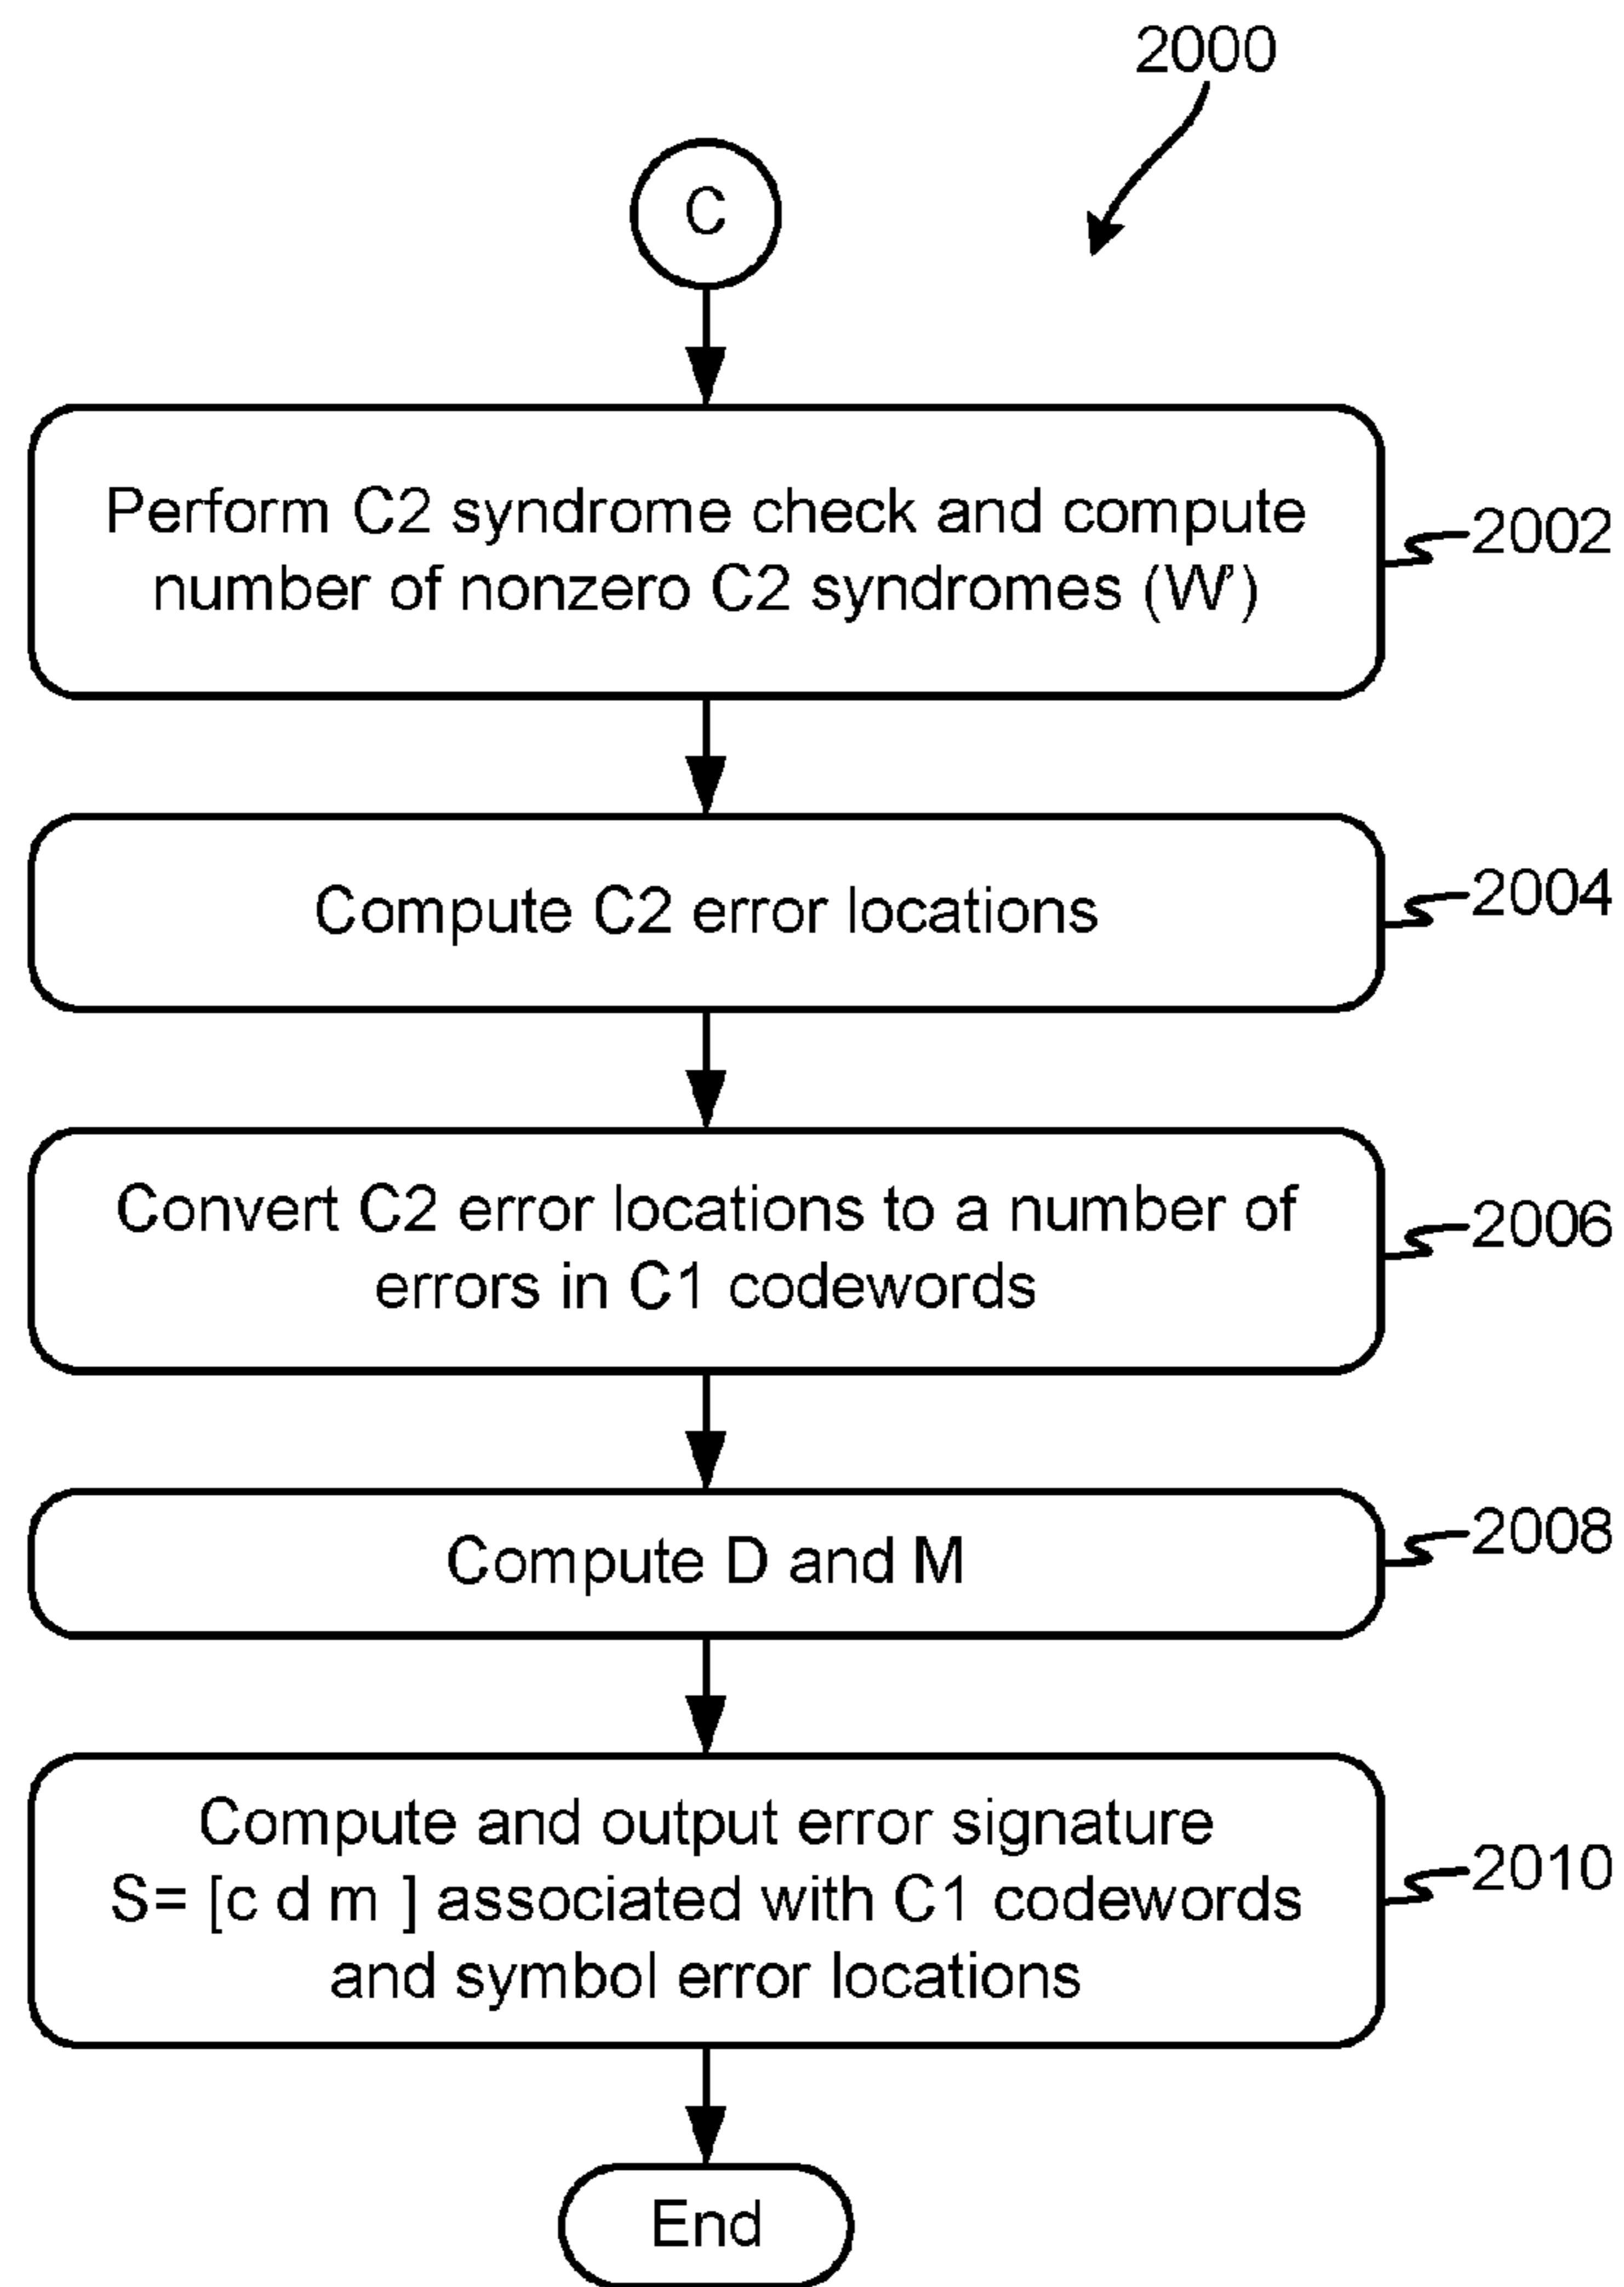 2000
C
Perform C2 syndrome check and compute
number of nonzero C2 syndromes (W')
2002
Compute C2 error locations
2004
Convert C2 error locations to a number of
errors in C1 codewords
2006
Compute D and M
2008
Compute and output error signature
S= [c d m ] associated with C1 codewords
and symbol error locations
2010
End